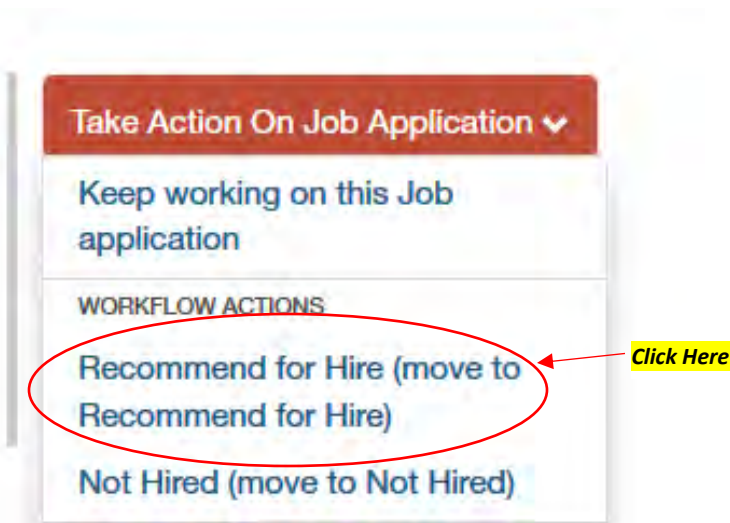 Take Action On Job Application
Keep working on this Job
application
WORKFLOW ACTIONS
Recommend for Hire (move to
Recommend for Hire)
Click Here
Not Hired (move to Not Hired)